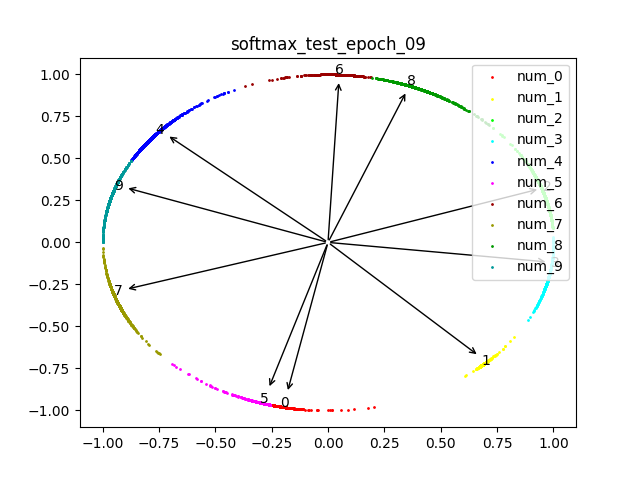 softmax_test_epoch_09
1.00
0.75
0.50
0.25
0.00
−0.25
−0.50
−0.75
−1.00
−1.00 −0.75 −0.50 −0.25 0.00 0.25 0.50 0.75 1.00
6
8
4
9
7
5
0
1
num_0
num_1
num_2
num_3
num_4
num_5
num_6
num_7
num_8
num_9